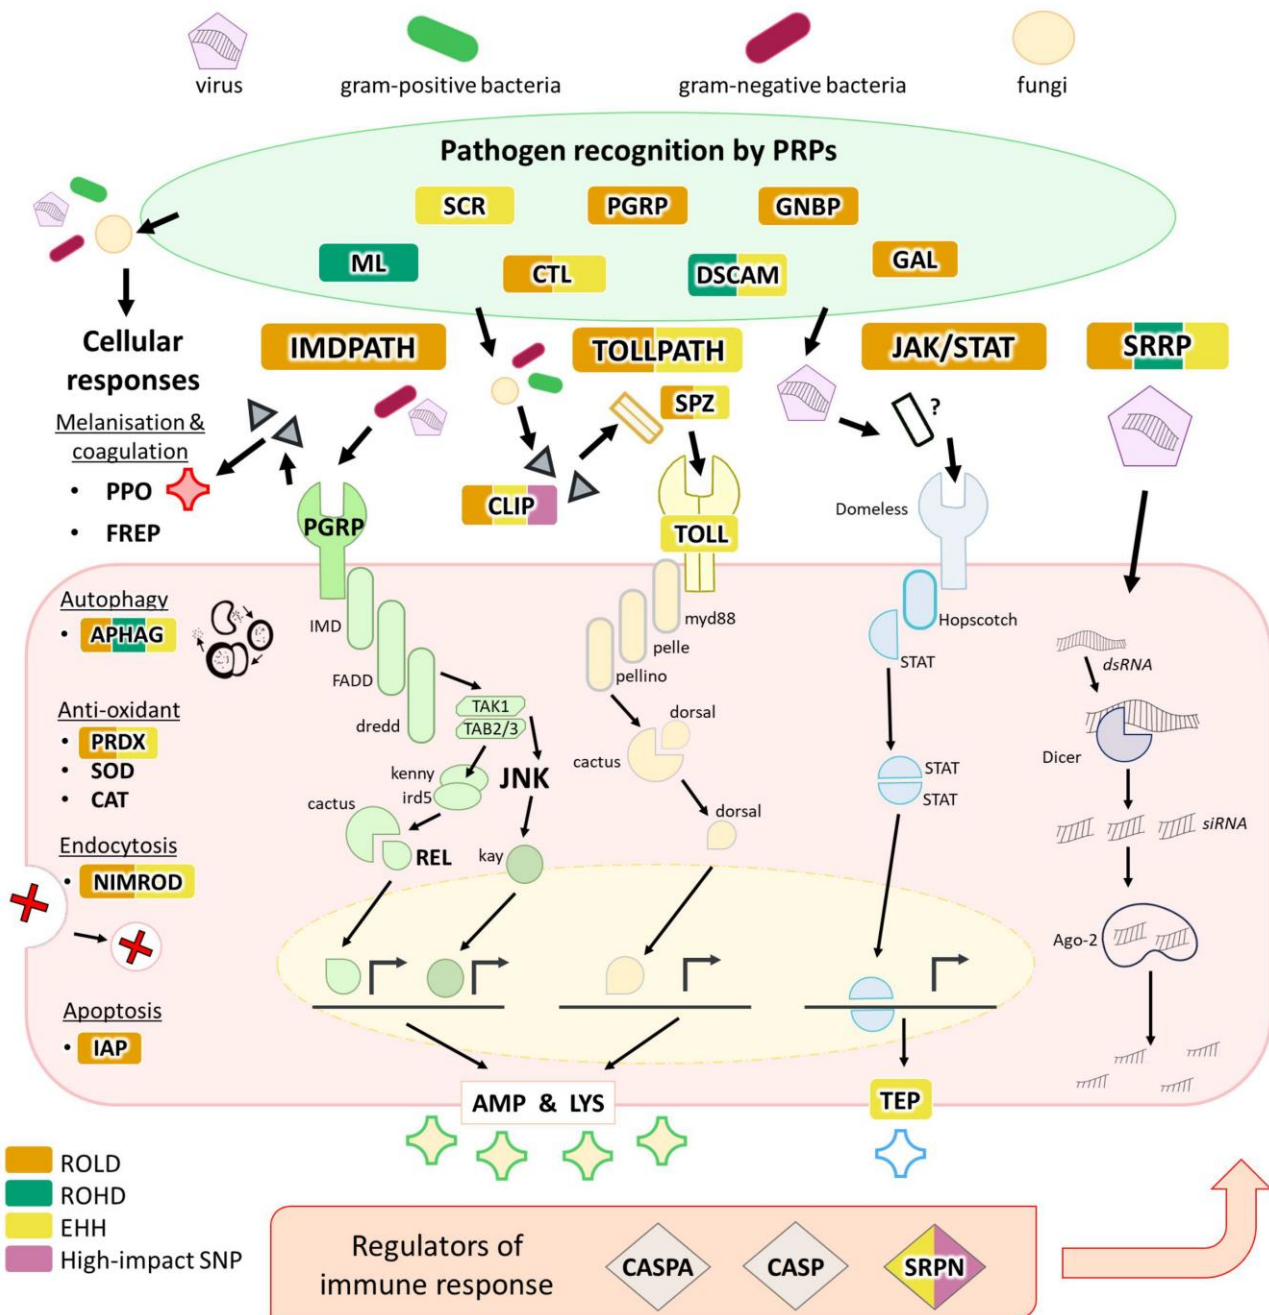 virus
gram-positive bacteria
gram-negative bacteria
fungi
Pathogen recognition by PRPs
SCR
PGRP
GNBP
ML
CTL
DSCAM
GAL
Cellular
responses
IMDPATH
TOLLPATH
JAK/STAT
SRRP
SPZ
?
Melanisation &
coagulation
• PPO
• FREP
PGRP
CLIP
TOLL
Domeless
Autophagy
• APHAG
IMD
FADD
dredd
TAK1
TAB2/3
myd88
pelle
pellino
Hopscotch
STAT
dsRNA
Anti-oxidant
• PRDX
• SOD
• CAT
kenny
ird5
JNK
cactus
REL
kay
dorsal
cactus
dorsal
STAT
STAT
Dicer
siRNA
Ago-2
Endocytosis
• NIMROD
Apoptosis
• IAP
AMP & LYS
TEP
ROLD
ROHD
EHH
High-impact SNP
Regulators of
immune response
CASPA
CASP
SRPN